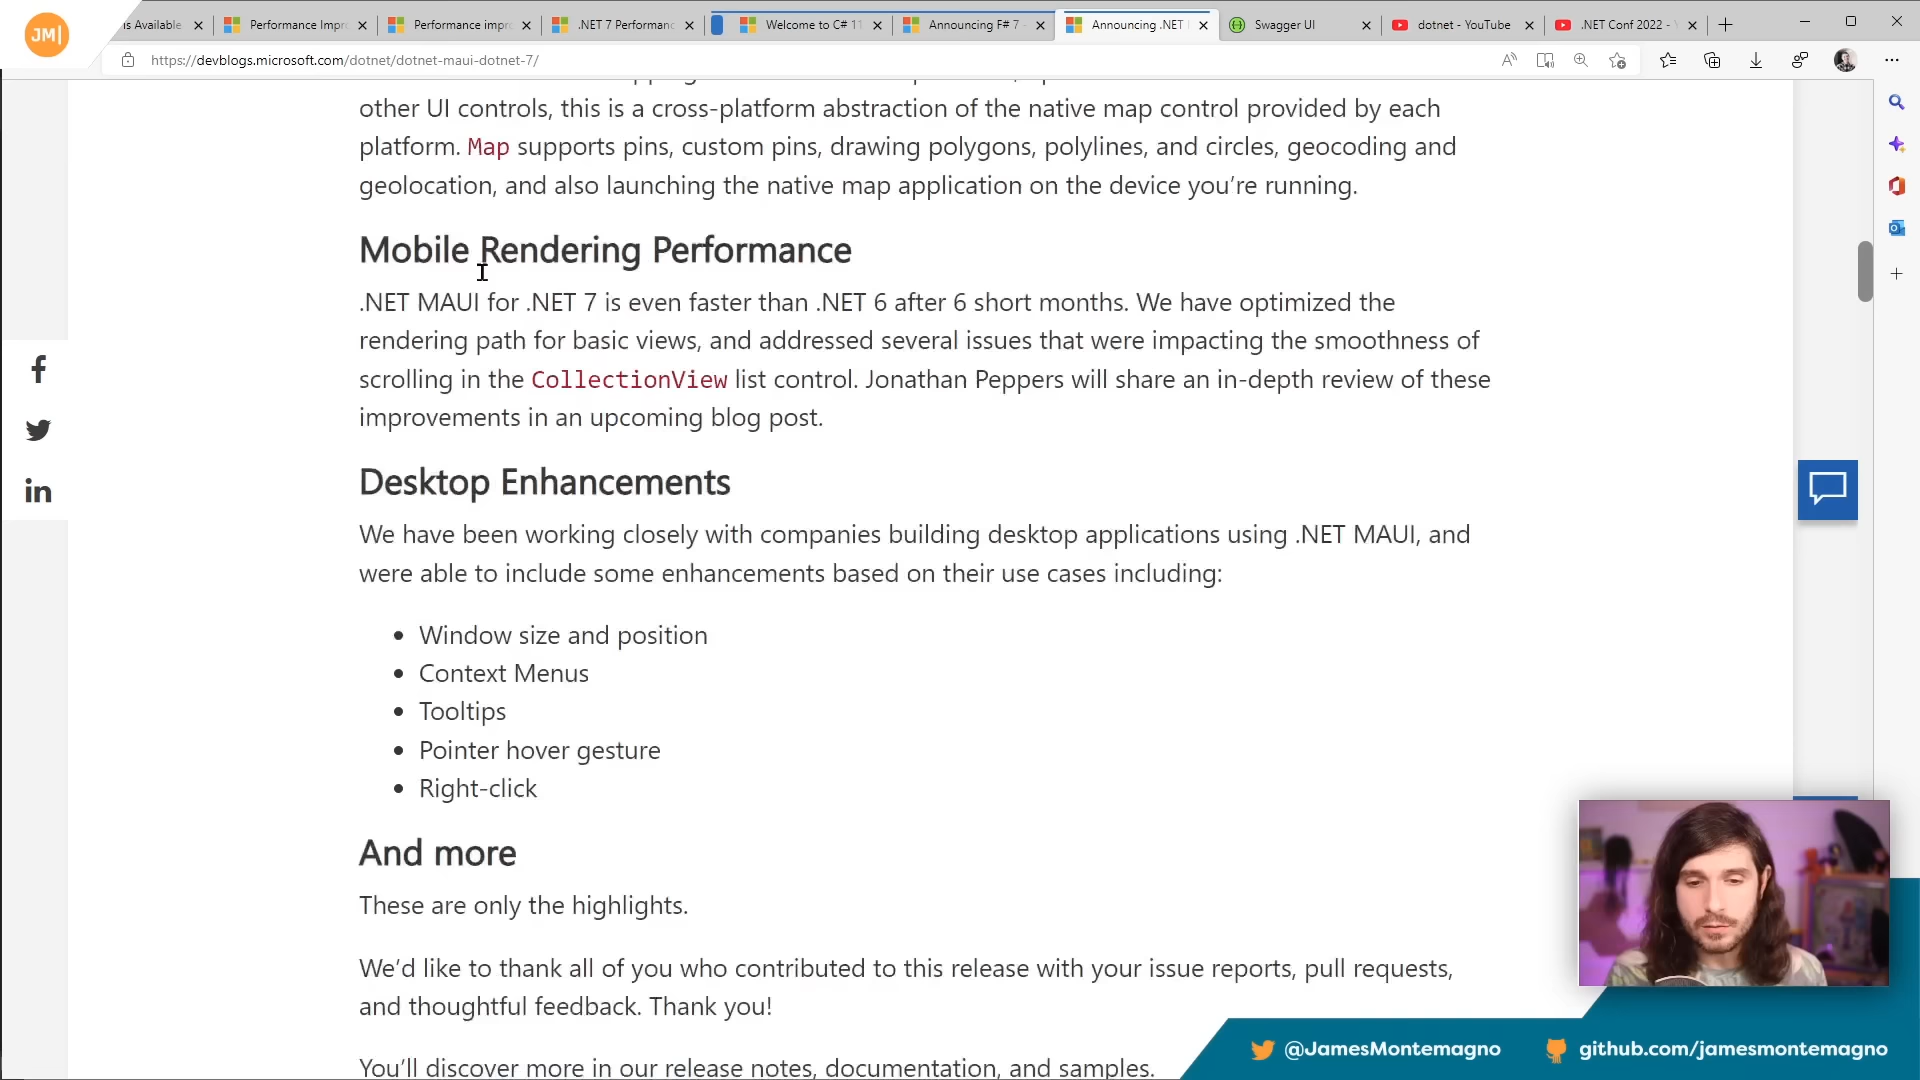 JM|
is Available
Performance Impr
Performance impro
.NET 7 Performanc
Welcome to C# 11
Announcing F# 7 -
Announcing .NET
Swagger UI
dotnet - YouTube
.NET Conf 2022 -
https://devblogs.microsoft.com/dotnet/dotnet-maui-dotnet-7/
other UI controls, this is a cross-platform abstraction of the native map control provided by each
platform. Map supports pins, custom pins, drawing polygons, polylines, and circles, geocoding and
geolocation, and also launching the native map application on the device you’re running.
Mobile Rendering Performance
.NET MAUI for .NET 7 is even faster than .NET 6 after 6 short months. We have optimized the
rendering path for basic views, and addressed several issues that were impacting the smoothness of
scrolling in the CollectionView list control. Jonathan Peppers will share an in-depth review of these
improvements in an upcoming blog post.
Desktop Enhancements
We have been working closely with companies building desktop applications using .NET MAUI, and
were able to include some enhancements based on their use cases including:
• Window size and position
• Context Menus
• Tooltips
• Pointer hover gesture
• Right-click
And more
These are only the highlights.
We’d like to thank all of you who contributed to this release with your issue reports, pull requests,
and thoughtful feedback. Thank you!
You’ll discover more in our release notes, documentation, and samples.
@JamesMontemagno
github.com/jamesmontemagno